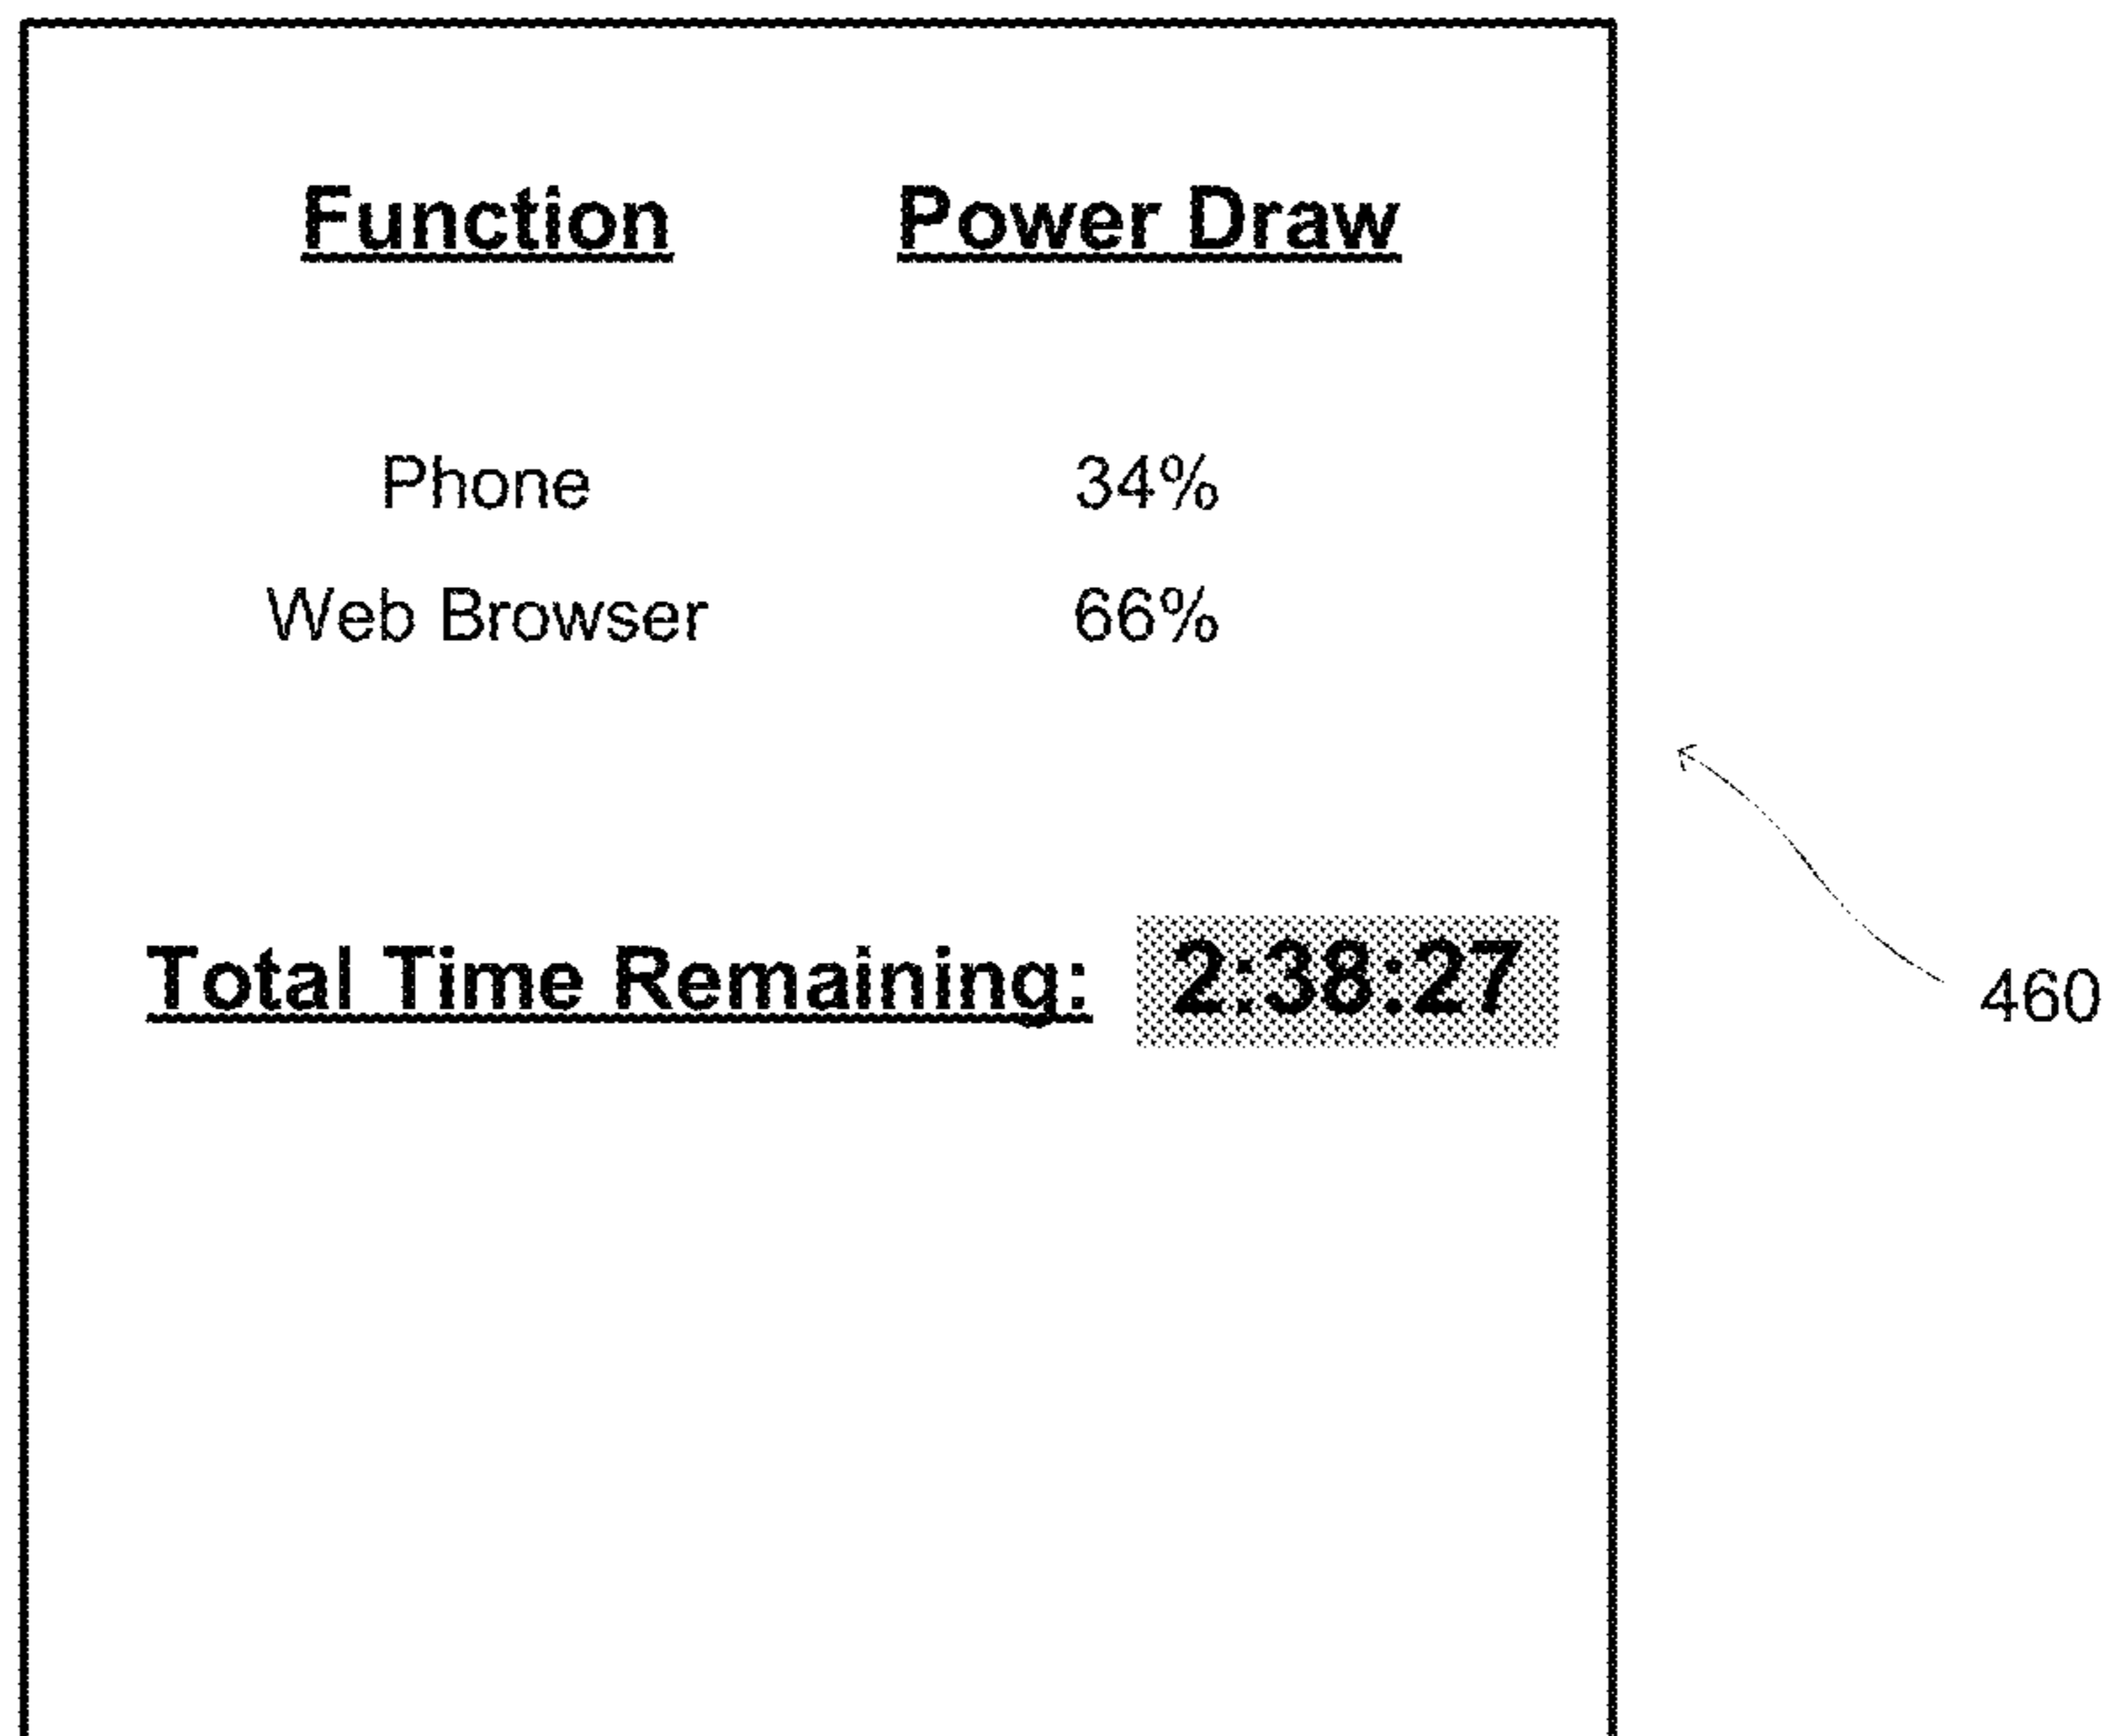 Function Power Draw
Phone 34%
Web Browser 66%
Total Time Remaining: 2:38:27
460